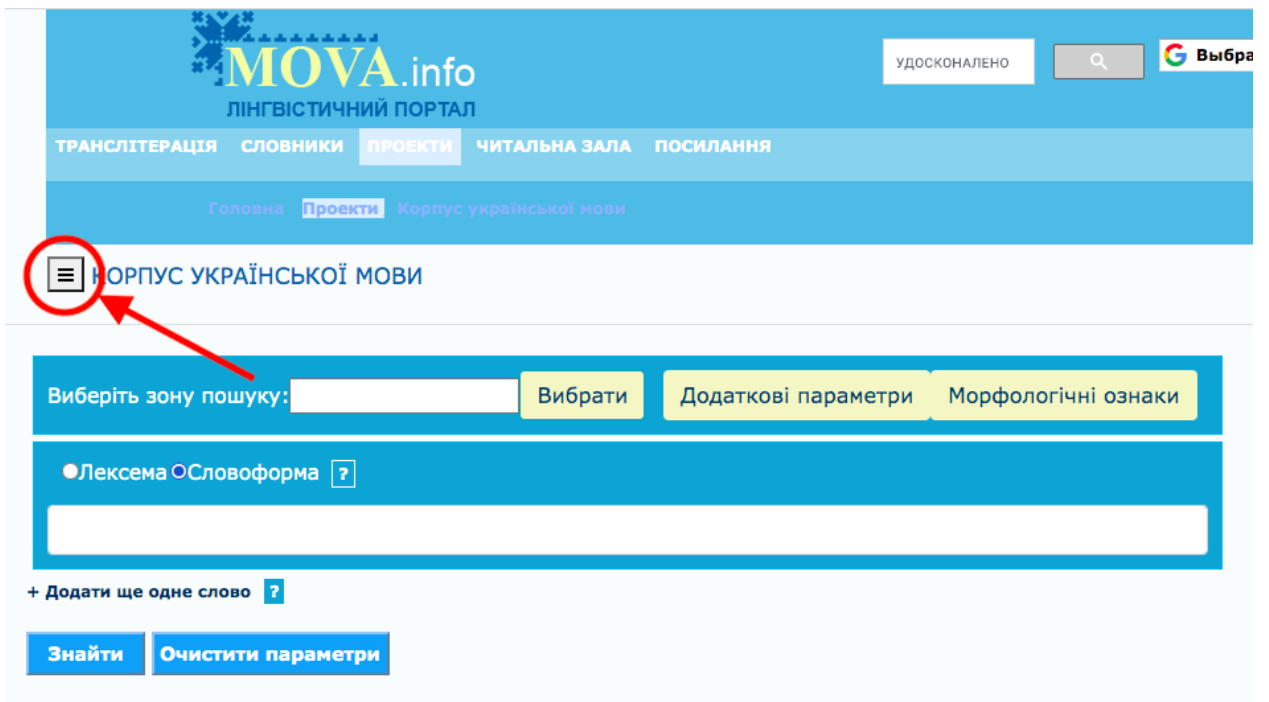 MOVA.info
ЛІНГВІСТИЧНИЙ ПОРТАЛ
УДОСКОНАЛЕНО
G Выбра
ТРАНСЛІТЕРАЦІЯ СЛОВНИКИ ПРОЕКТИ ЧИТАЛЬНА ЗАЛА ПОСИЛАННЯ
Головна Проекти Корпус української мови
КОРПУС УКРАЇНСЬКОЇ МОВИ
Виберіть зону пошуку: Вибрати Додаткові параметри Морфологічні ознаки
Лексема Словоформа ?
+ Додати ще одне слово ?
Знайти Очистити параметри